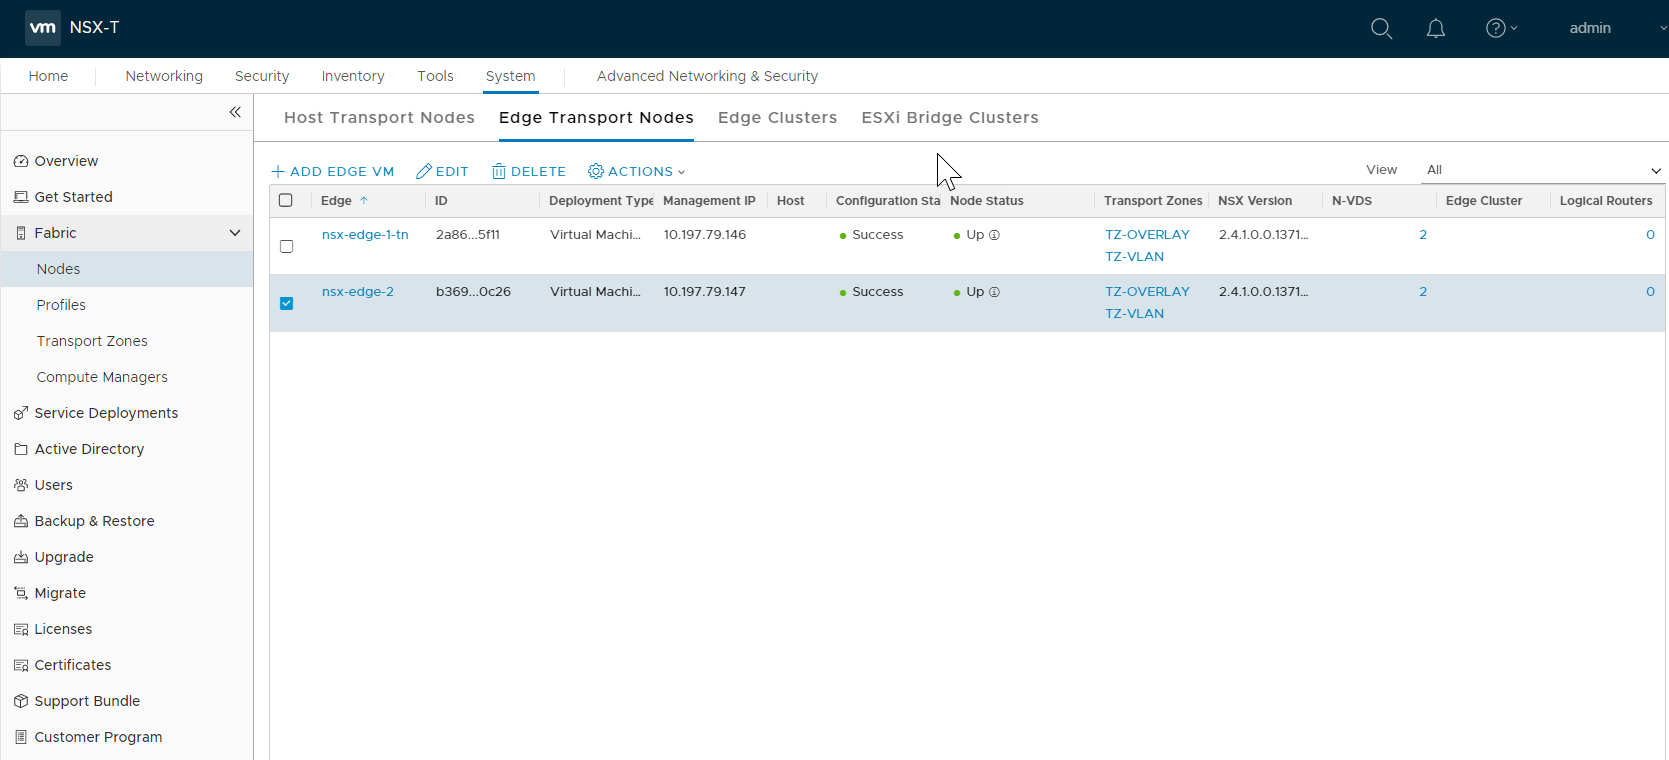 vm NSX-T
admin
Home Networking Security Inventory Tools System Advanced Networking & Security
Host Transport Nodes Edge Transport Nodes Edge Clusters ESXi Bridge Clusters
Overview
Get Started
Fabric
Nodes
Profiles
Transport Zones
Compute Managers
Service Deployments
Active Directory
Users
Backup & Restore
Upgrade
Migrate
Licenses
Certificates
Support Bundle
Customer Program
+ ADD EDGE VM EDIT DELETE ACTIONS View All
Edge ID Deployment Type Management IP Host Configuration Sta Node Status Transport Zones NSX Version N-VDS Edge Cluster Logical Routers
nsx-edge-1-tn 2a86...5f11 Virtual Machi... 10.197.79.146 Success Up TZ-OVERLAY 2.4.1.0.0.1371... 2 0
TZ-VLAN
nsx-edge-2 b369...0c26 Virtual Machi... 10.197.79.147 Success Up TZ-OVERLAY 2.4.1.0.0.1371... 2 0
TZ-VLAN